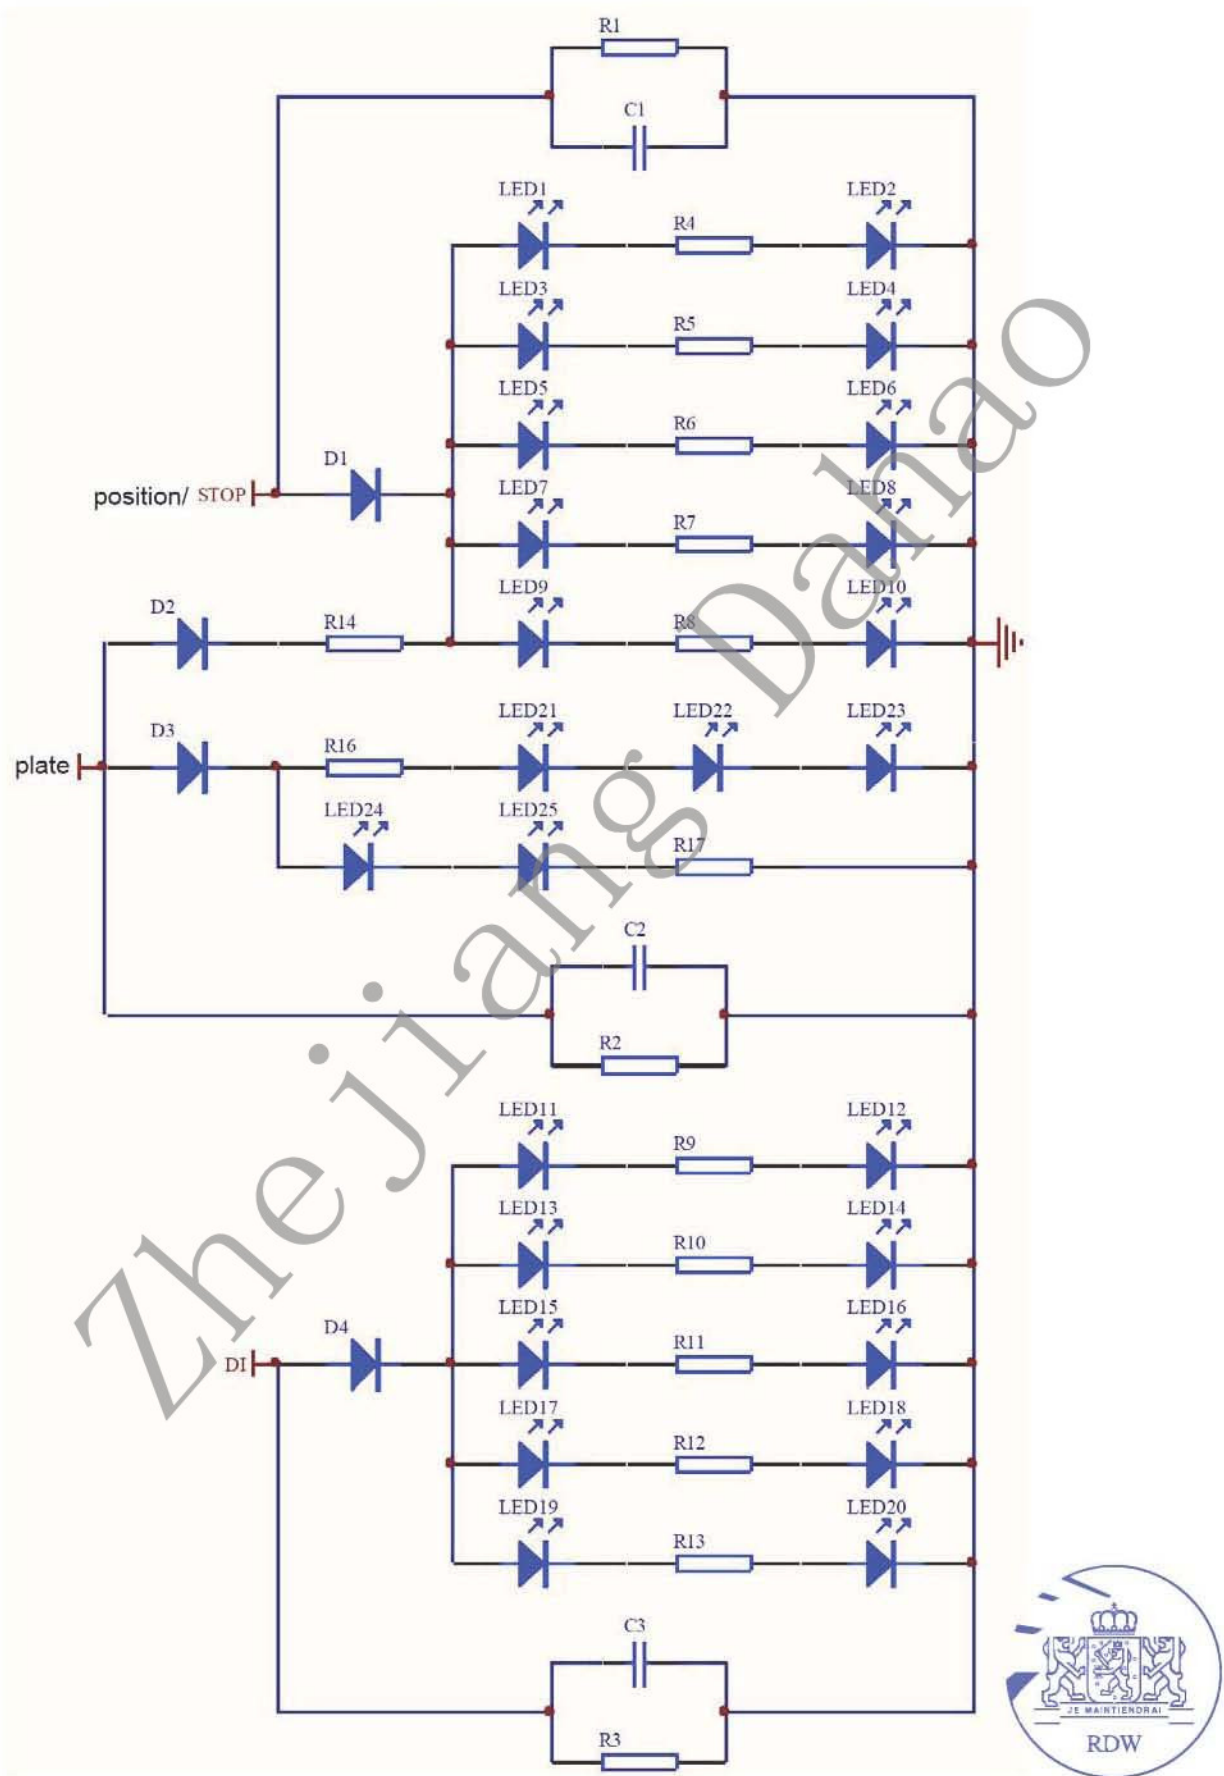 R1
C1
LED1 LED2
R4
LED3 LED4
R5
LED5 LED6
R6
D1
position/ STOP
LED7 LED8
R7
D2
LED9 LED10
R14 R8
D3
LED21 LED22 LED23
R16
plate
LED24 LED25
R17
C2
R2
LED11 LED12
R9
LED13 LED14
R10
LED15 LED16
D4
R11
DI
LED17 LED18
R12
LED19 LED20
R13
C3
R3
Zhejiang Dahao
JE MAINTIENDRAI
RDW